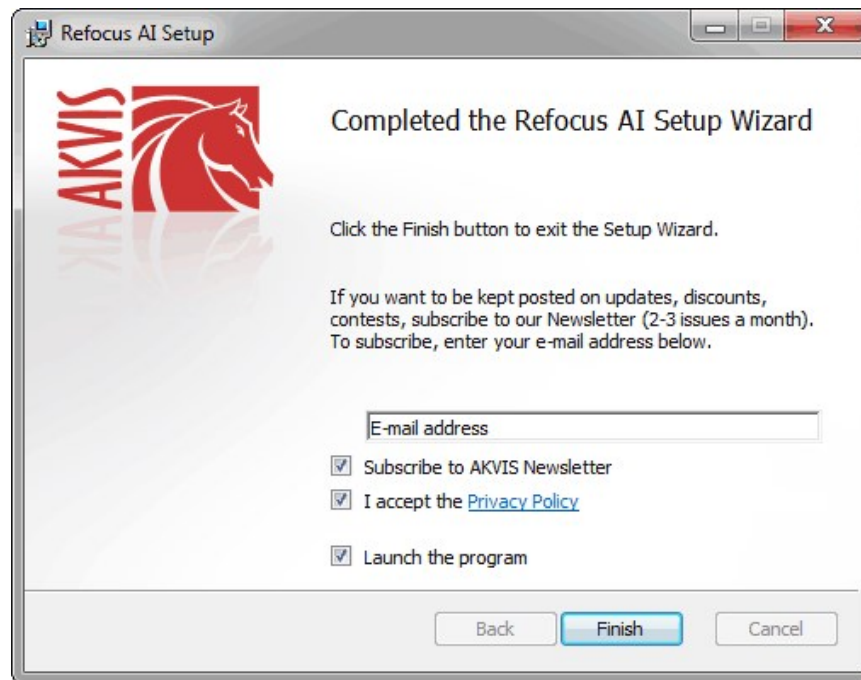 Refocus AI Setup
AKVIS
Completed the Refocus AI Setup Wizard
Click the Finish button to exit the Setup Wizard.
If you want to be kept posted on updates, discounts,
contests, subscribe to our Newsletter (2-3 issues a month).
To subscribe, enter your e-mail address below.
E-mail address
Subscribe to AKVIS Newsletter
I accept the Privacy Policy
Launch the program
Back Finish Cancel